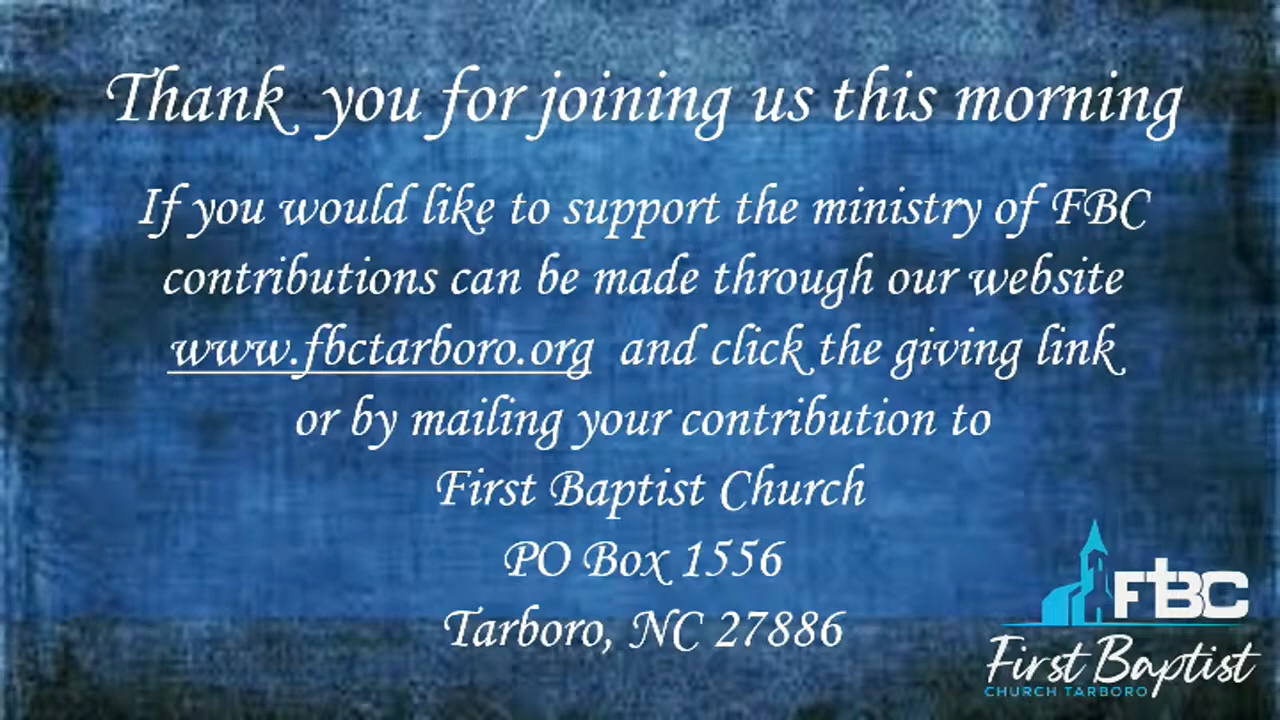 Thank you for joining us this morning
If you would like to support the ministry of FBC
contributions can be made through our website
www.fbctarboro.org and click the giving link
or by mailing your contribution to
First Baptist Church
PO Box 1556
Tarboro, NC 27886
FBC
First Baptist
CHURCH TARBORO